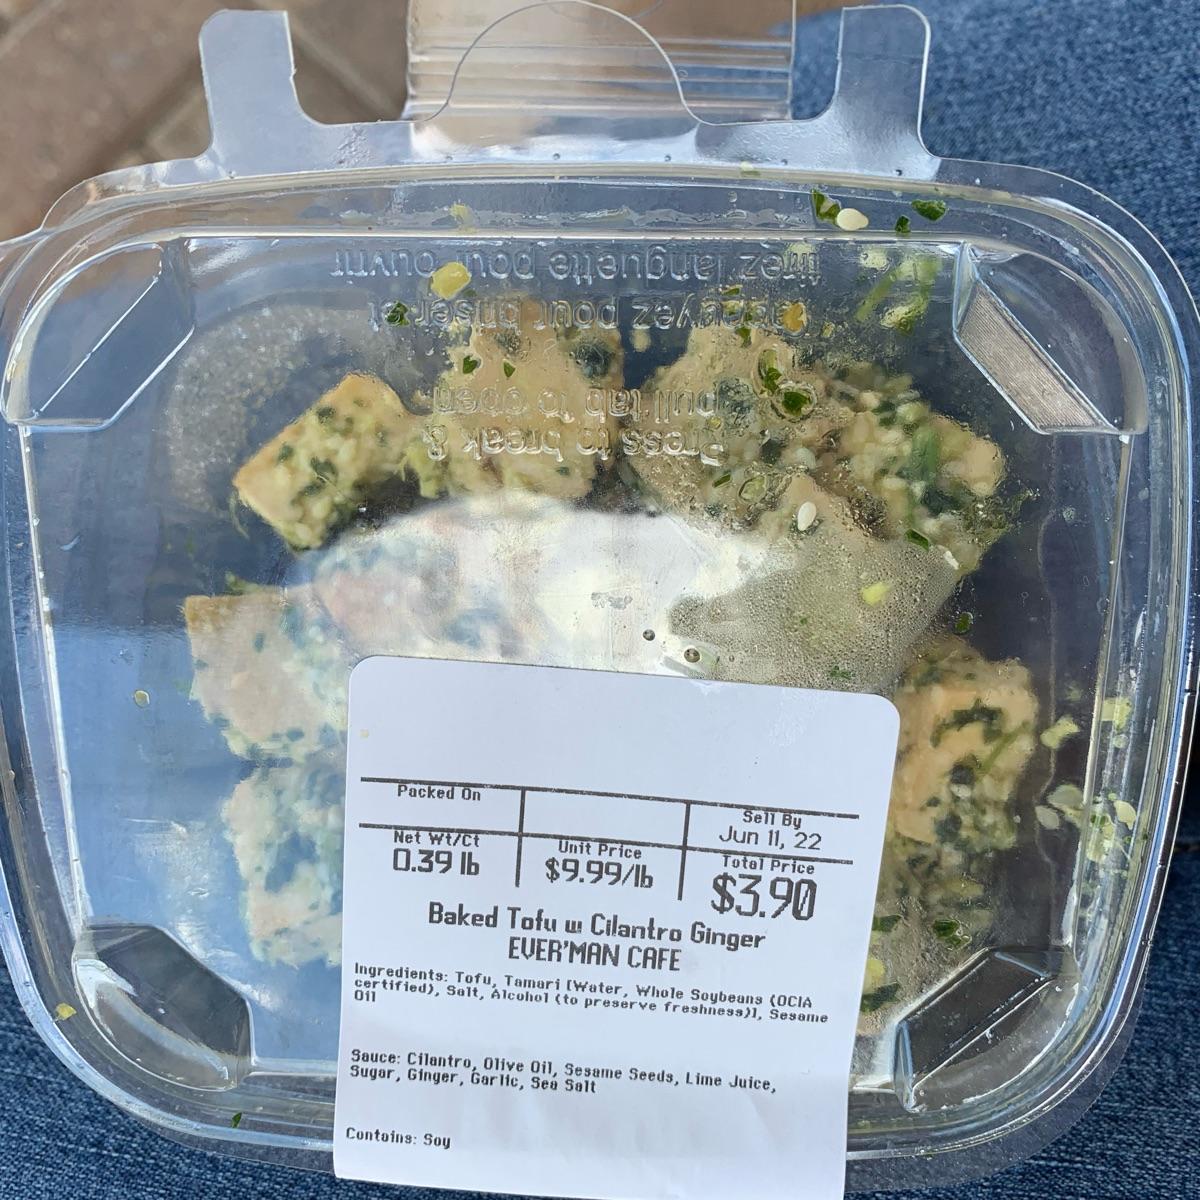 tirez languette pour ouvrir
Appuyez pour briser et
pull tab to open
Press to break &
Packed On
Sell By
Jun 11, 22
Net Wt/Ct
0.39 lb
Unit Price
$9.99/lb
Total Price
$3.90
Baked Tofu w Cilantro Ginger
EVER'MAN CAFE
Ingredients: Tofu, Tamari [Water, Whole Soybeans (OCIA
certified), Salt, Alcohol (to preserve freshness)], Sesame
Oil
Sauce: Cilantro, Olive Oil, Sesame Seeds, Lime Juice,
Sugar, Ginger, Garlic, Sea Salt
Contains: Soy